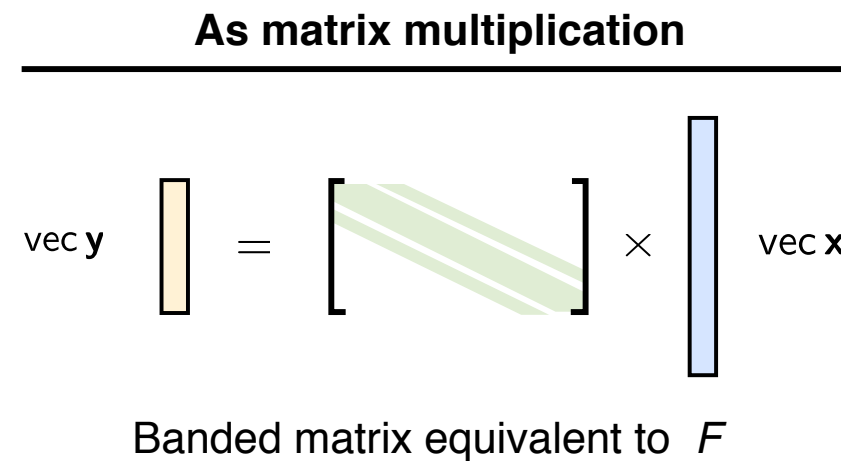 As matrix multiplication
vec y = [ ] × vec x
Banded matrix equivalent to F